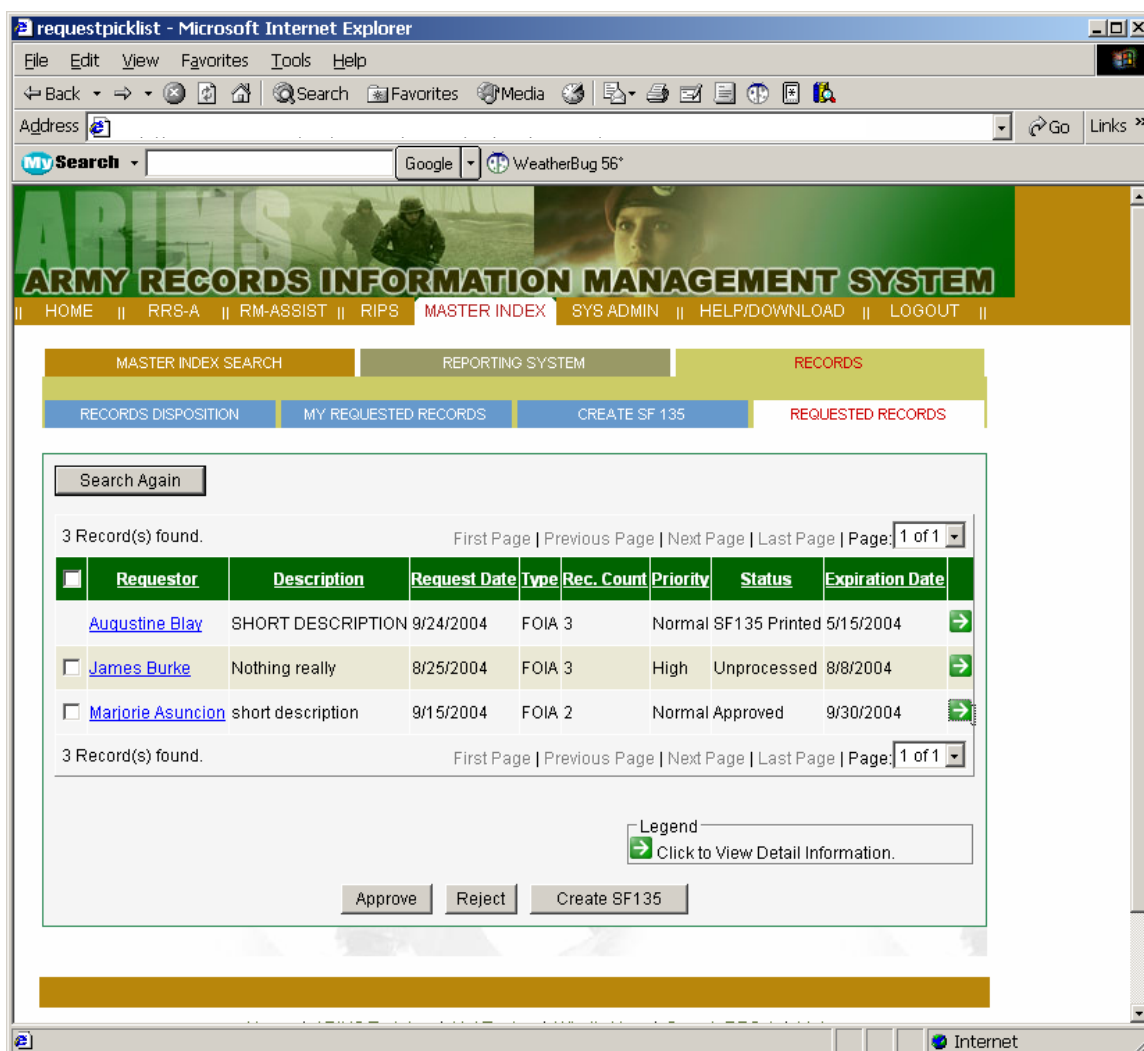 requestpicklist - Microsoft Internet Explorer
File Edit View Favorites Tools Help
Back Search Favorites Media
Address Go Links »
My Search Google WeatherBug 56°
ARIMS
ARMY RECORDS INFORMATION MANAGEMENT SYSTEM
|| HOME || RRS-A || RM-ASSIST || RIPS MASTER INDEX SYS ADMIN || HELP/DOWNLOAD || LOGOUT ||
MASTER INDEX SEARCH REPORTING SYSTEM RECORDS
RECORDS DISPOSITION MY REQUESTED RECORDS CREATE SF 135 REQUESTED RECORDS
Search Again
3 Record(s) found. First Page | Previous Page | Next Page | Last Page | Page: 1 of 1
Requestor Description Request Date Type Rec. Count Priority Status Expiration Date
Augustine Blay SHORT DESCRIPTION 9/24/2004 FOIA 3 Normal SF135 Printed 5/15/2004
James Burke Nothing really 8/25/2004 FOIA 3 High Unprocessed 8/8/2004
Marjorie Asuncion short description 9/15/2004 FOIA 2 Normal Approved 9/30/2004
3 Record(s) found. First Page | Previous Page | Next Page | Last Page | Page: 1 of 1
Legend
Click to View Detail Information.
Approve Reject Create SF135
Internet